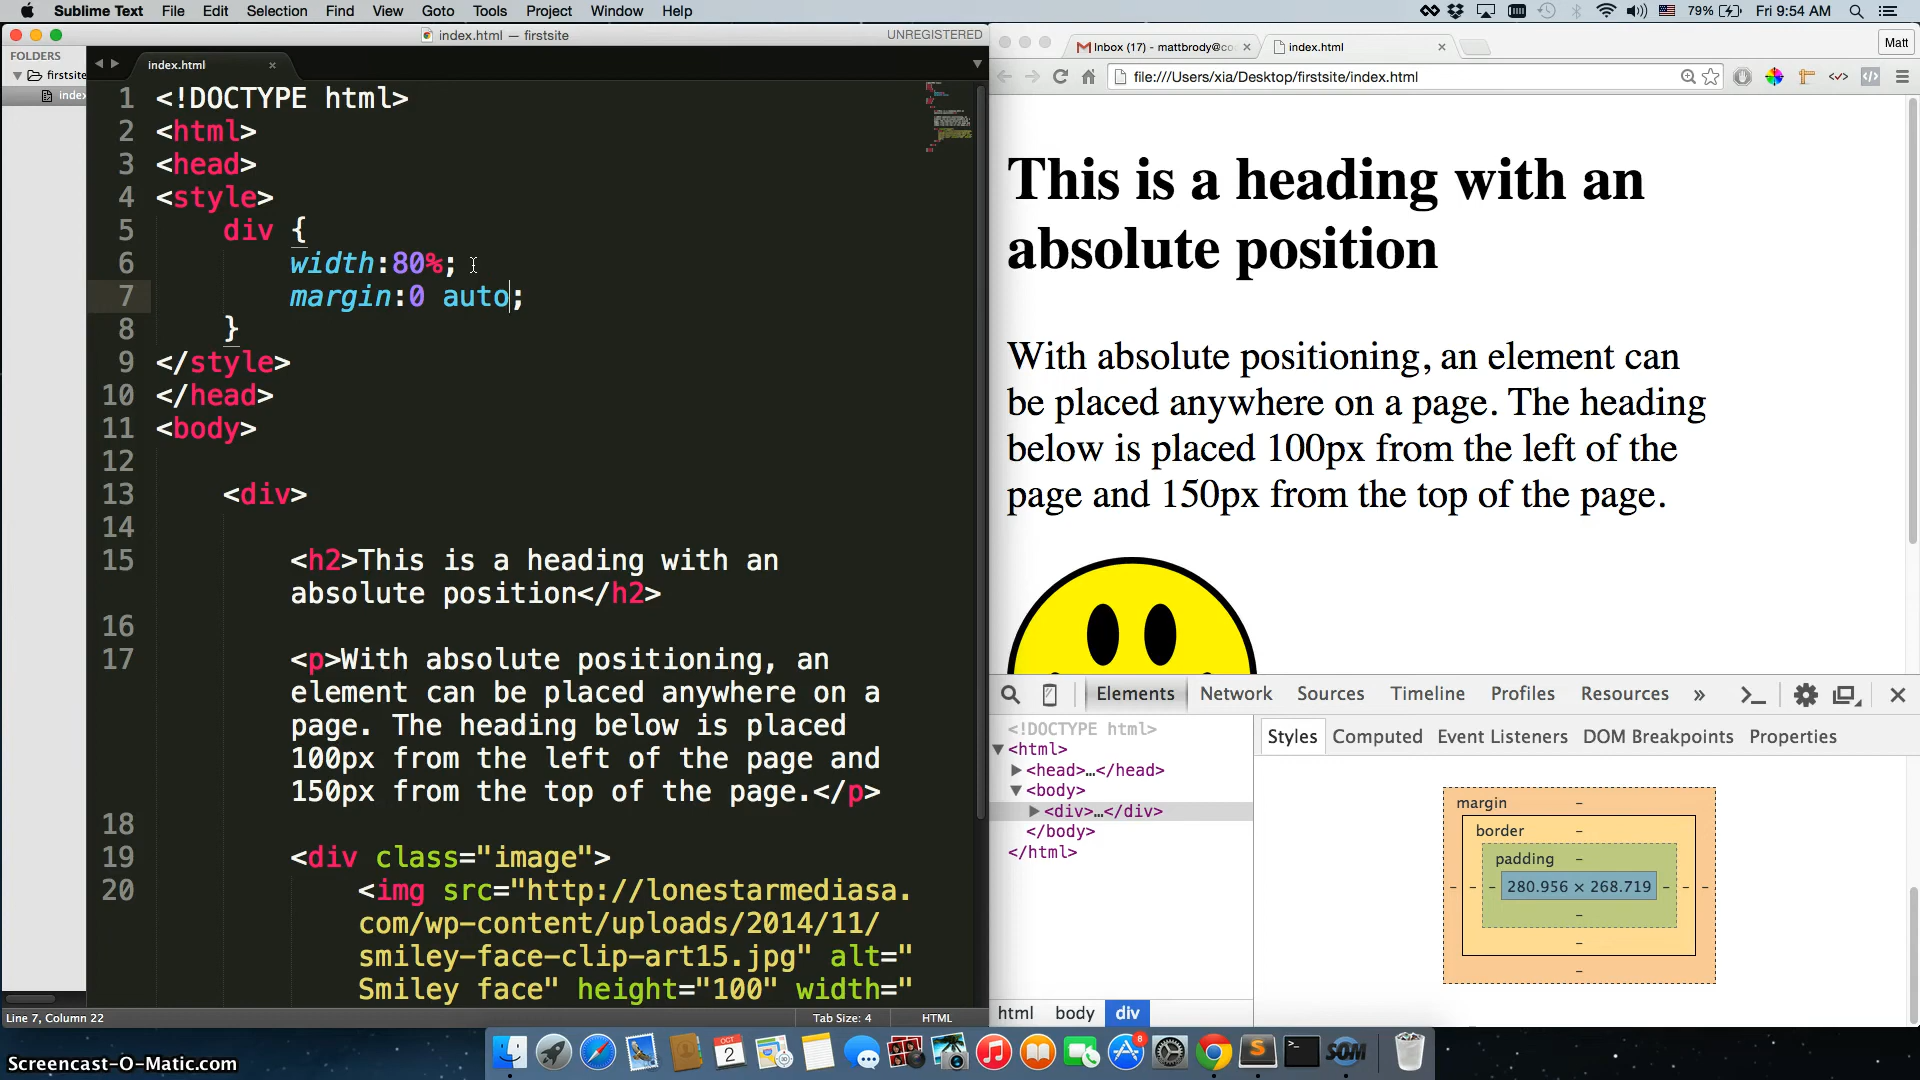 Sublime Text File Edit Selection Find View Goto Tools Project Window Help 79% Fri 9:54 AM
index.html — firstsite UNREGISTERED
FOLDERS
firstsite
index
index.html
1 <!DOCTYPE html>
2 <html>
3 <head>
4 <style>
5 div {
6 width:80%;
7 margin:0 auto;
8 }
9 </style>
10 </head>
11 <body>
12
13 <div>
14
15 <h2>This is a heading with an
absolute position</h2>
16
17 <p>With absolute positioning, an
element can be placed anywhere on a
page. The heading below is placed
100px from the left of the page and
150px from the top of the page.</p>
18
19 <div class="image">
20 <img src="http://lonestarmediasa.
com/wp-content/uploads/2014/11/
smiley-face-clip-art15.jpg" alt="
Smiley face" height="100" width="
Line 7, Column 22 Tab Size: 4 HTML
Inbox (17) - mattbrody@co index.html Matt
file:///Users/xia/Desktop/firstsite/index.html
This is a heading with an
absolute position
With absolute positioning, an element can
be placed anywhere on a page. The heading
below is placed 100px from the left of the
page and 150px from the top of the page.
Elements Network Sources Timeline Profiles Resources »
<!DOCTYPE html>
<html>
<head>…</head>
<body>
<div>…</div>
</body>
</html>
html body div
Styles Computed Event Listeners DOM Breakpoints Properties
margin –
border –
padding –
– – – 280.956 × 268.719 – – –
–
–
–
OCT
2
8
S
SOM
Screencast-O-Matic.com